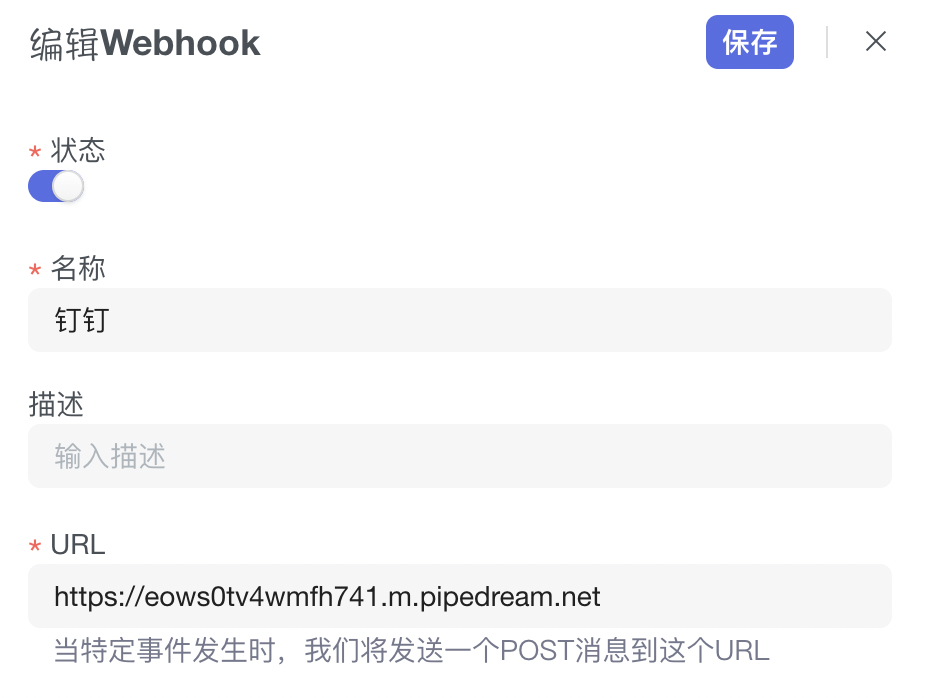 编辑Webhook
保存
* 状态
* 名称
钉钉
描述
输入描述
* URL
https://eows0tv4wmfh741.m.pipedream.net
当特定事件发生时，我们将发送一个POST消息到这个URL